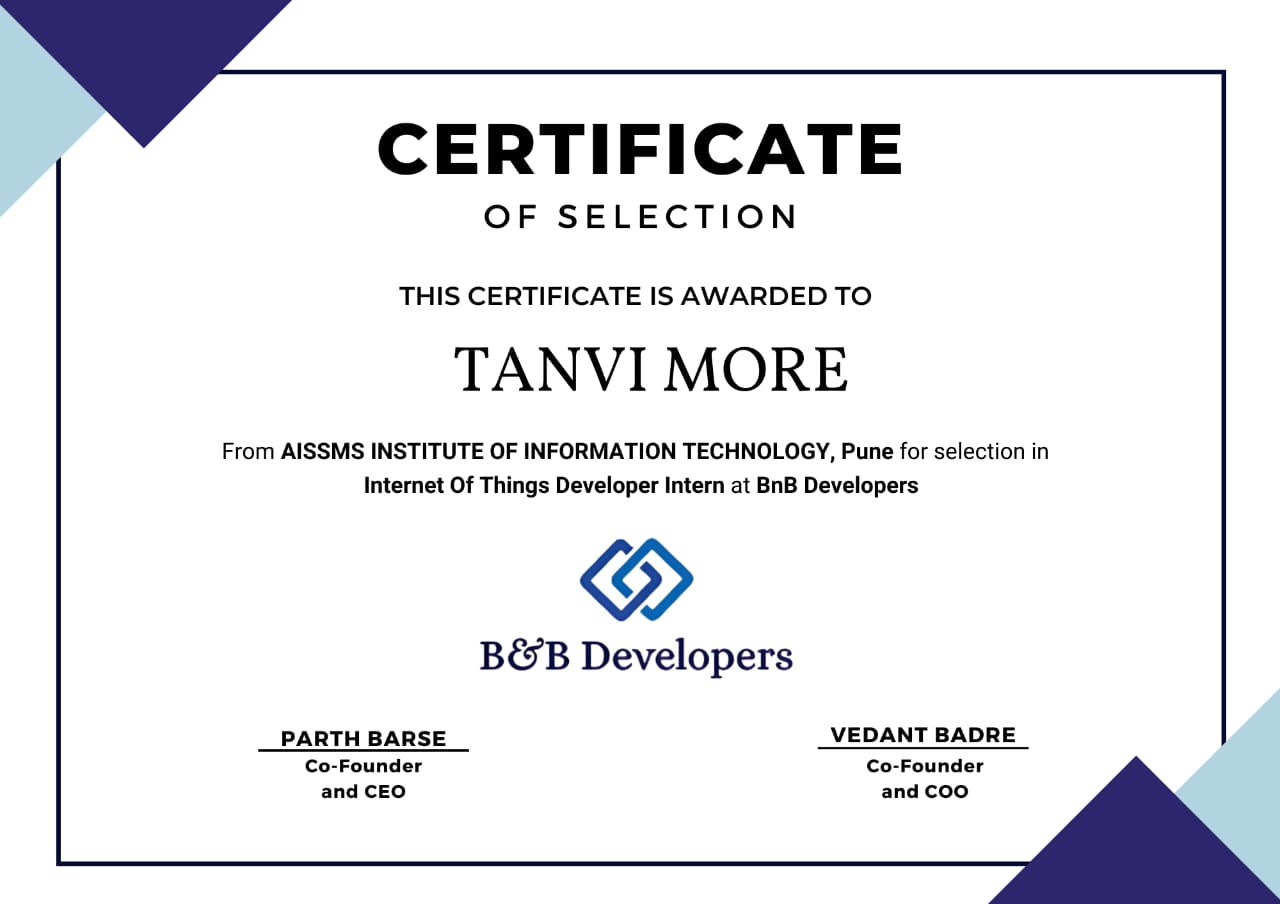 CERTIFICATE
OF SELECTION
THIS CERTIFICATE IS AWARDED TO
TANVI MORE
From AISSMS INSTITUTE OF INFORMATION TECHNOLOGY, Pune for selection in
Internet Of Things Developer Intern at BnB Developers
B&B Developers
PARTH BARSE
Co-Founder
and CEO
VEDANT BADRE
Co-Founder
and COO